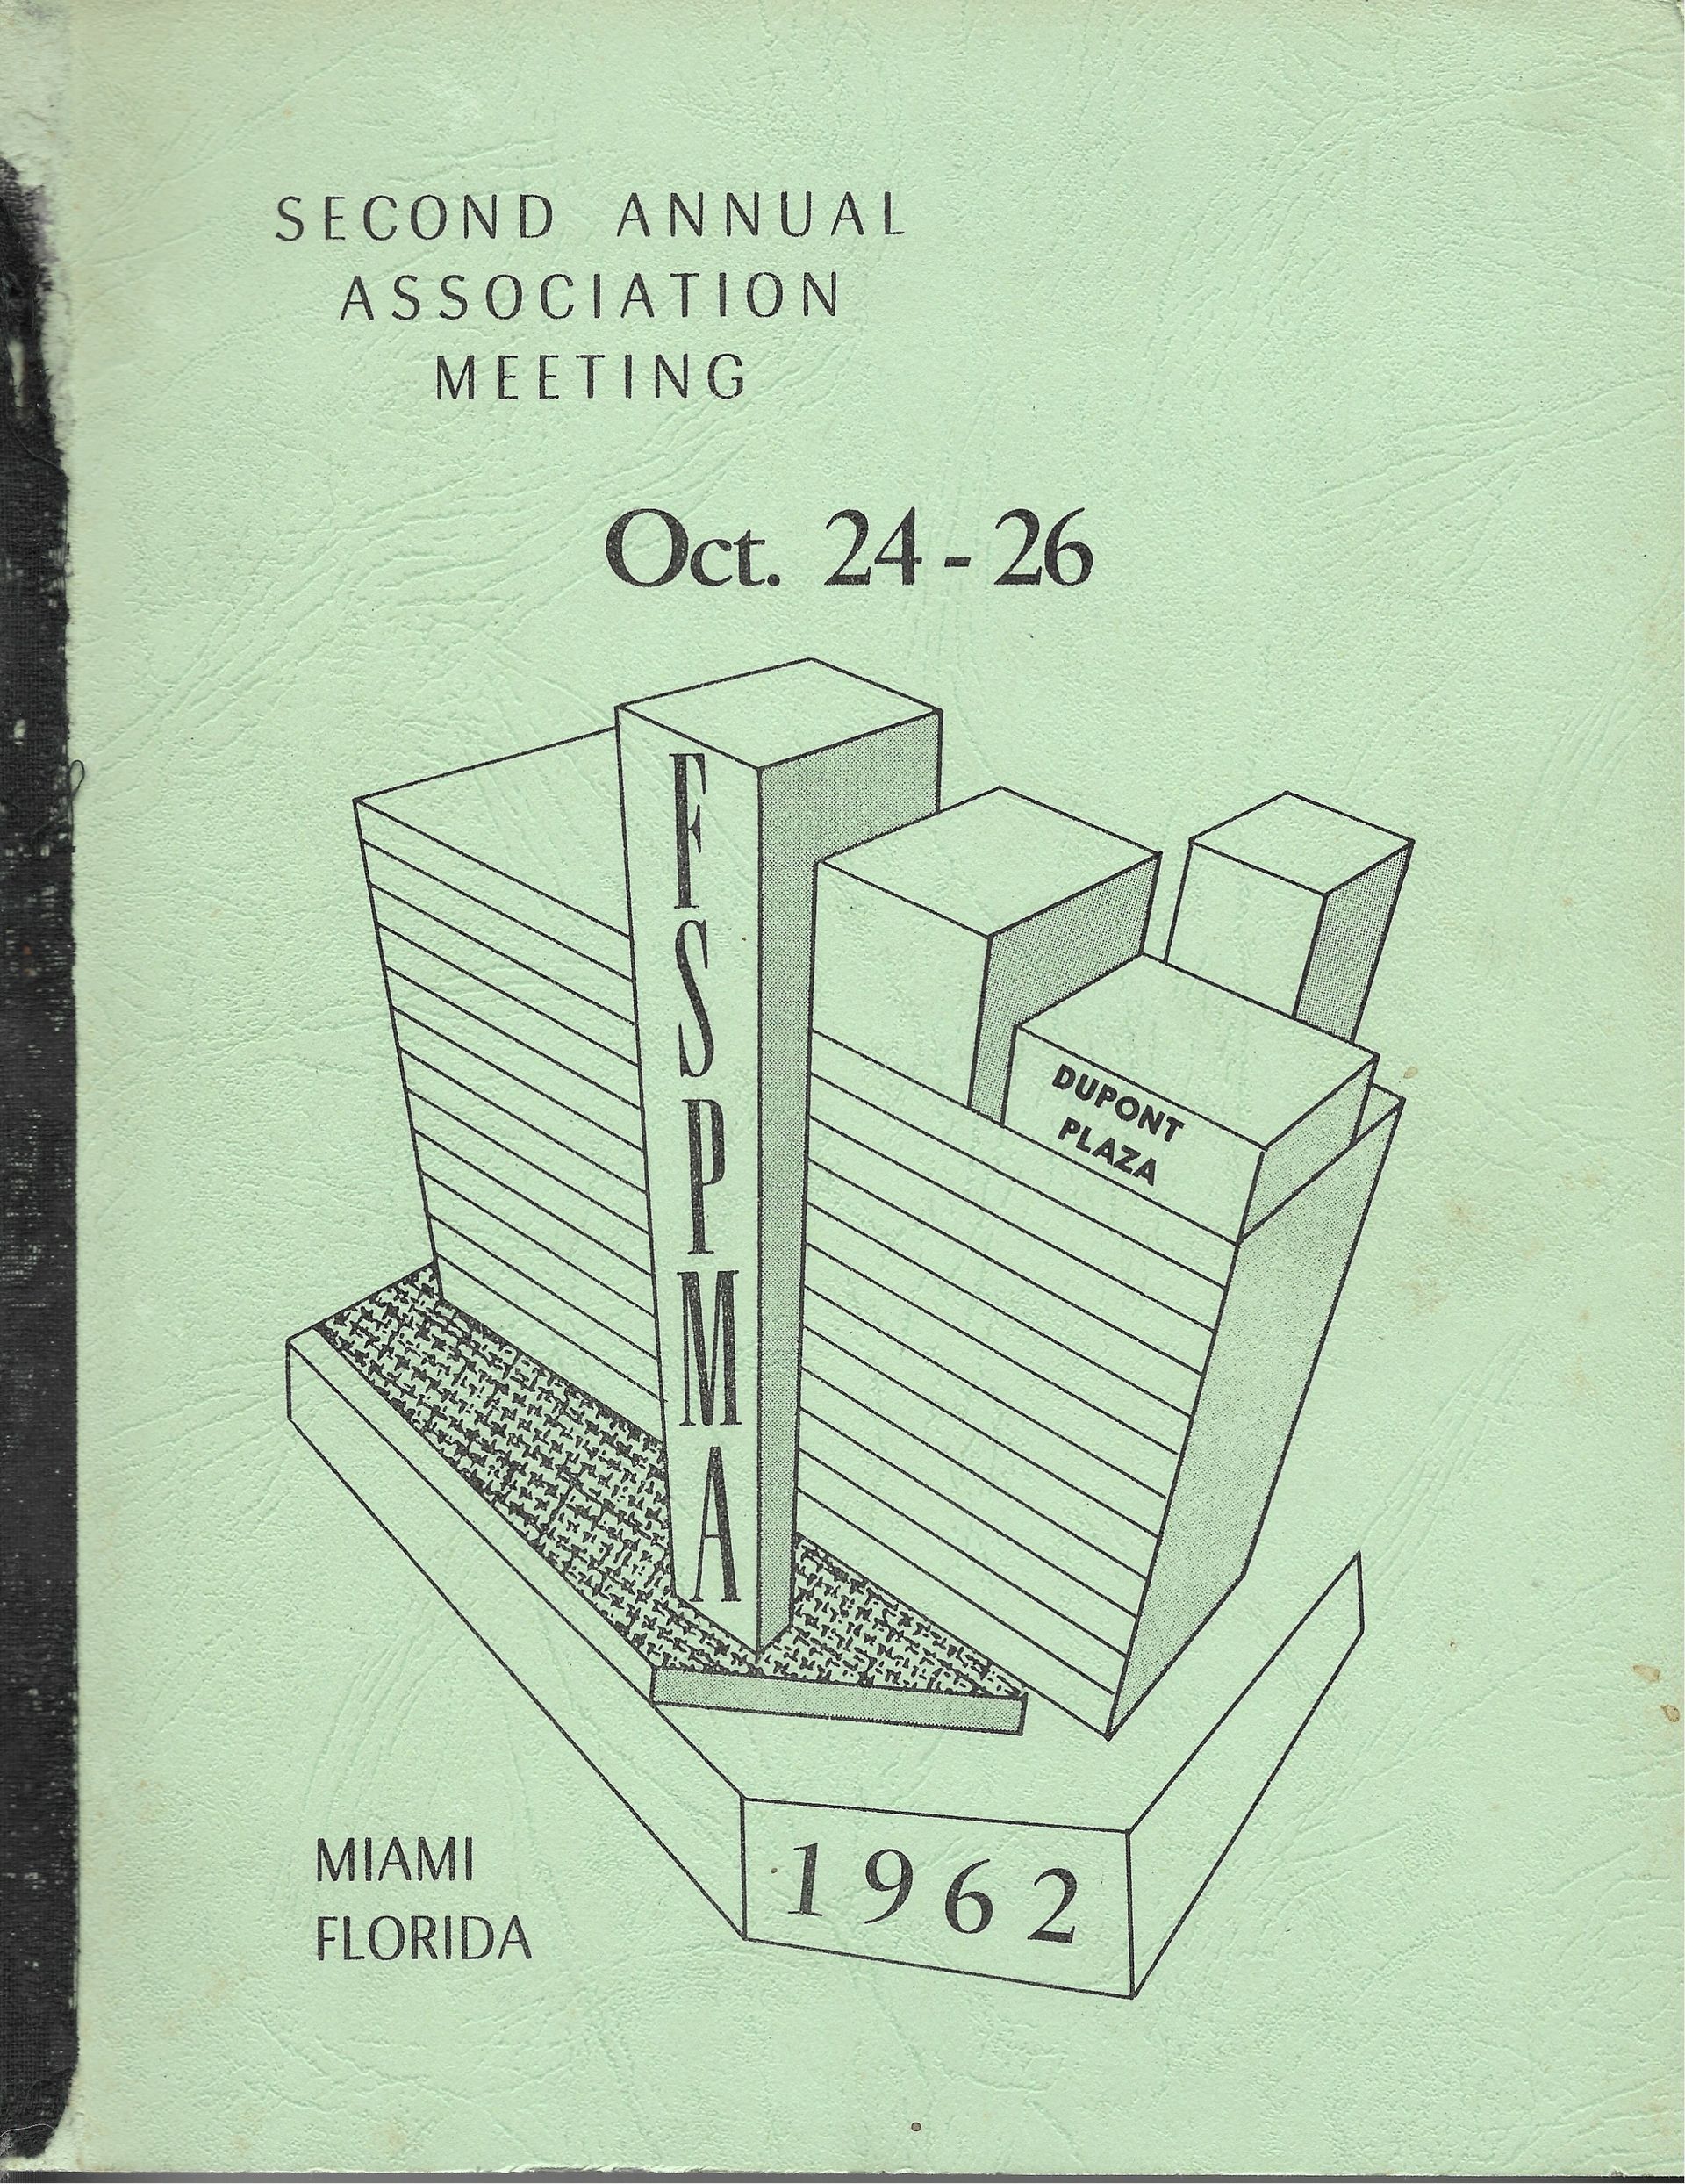 SECOND ANNUAL
ASSOCIATION
MEETING
Oct. 24 - 26
FSPMA
DUPONT
PLAZA
MIAMI
FLORIDA
1962